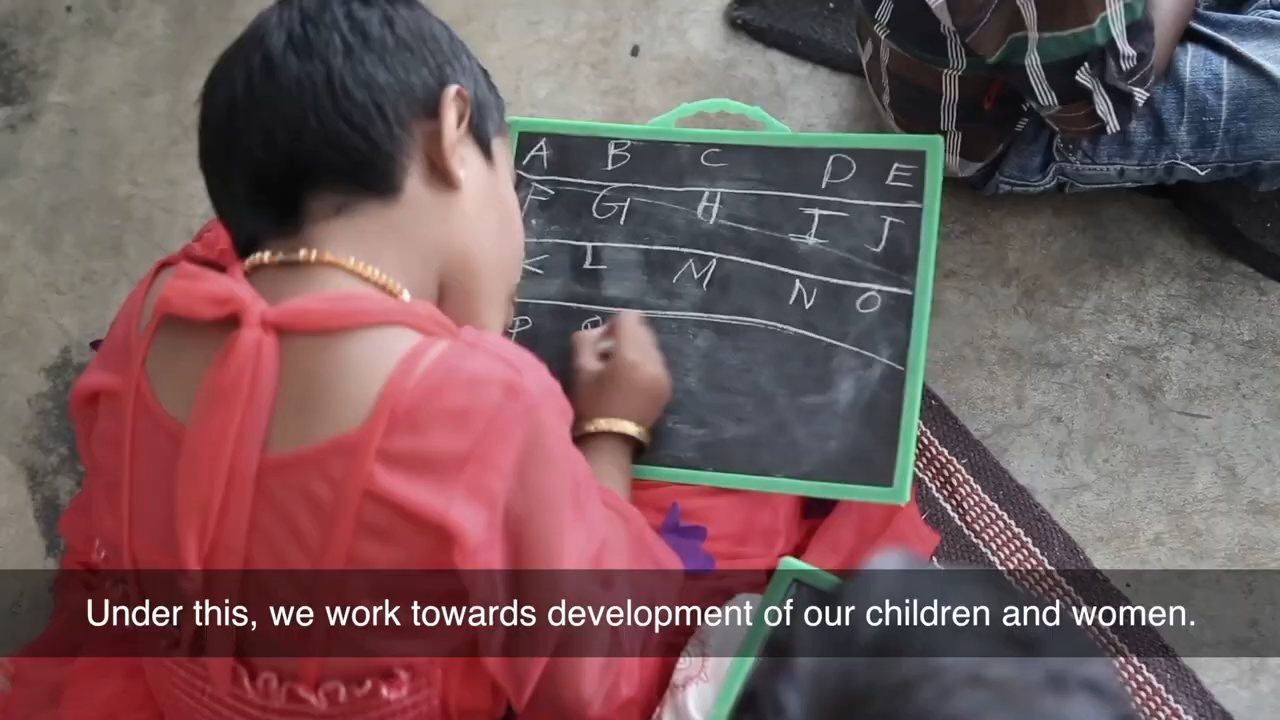 A B C D E
F G H I J
K L M N O
P
Under this, we work towards development of our children and women.